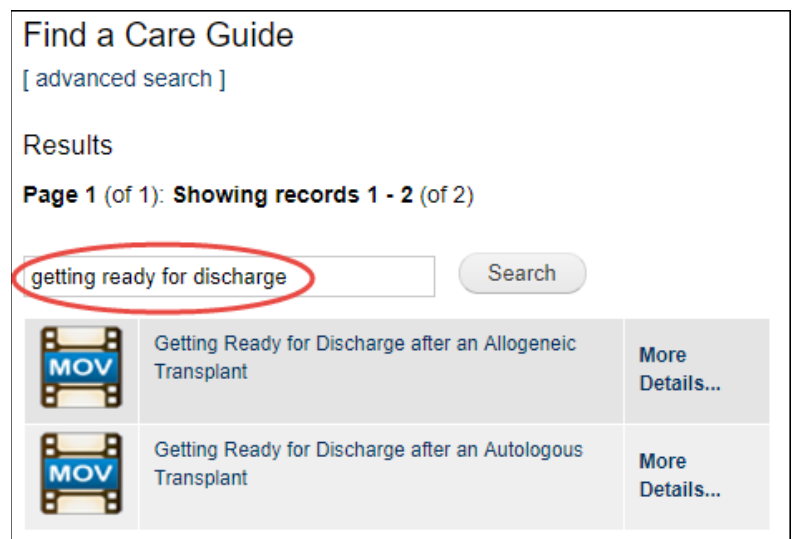 Find a Care Guide
[ advanced search ]
Results
Page 1 (of 1): Showing records 1 - 2 (of 2)
getting ready for discharge
Search
MOV
Getting Ready for Discharge after an Allogeneic
Transplant
More
Details...
MOV
Getting Ready for Discharge after an Autologous
Transplant
More
Details...